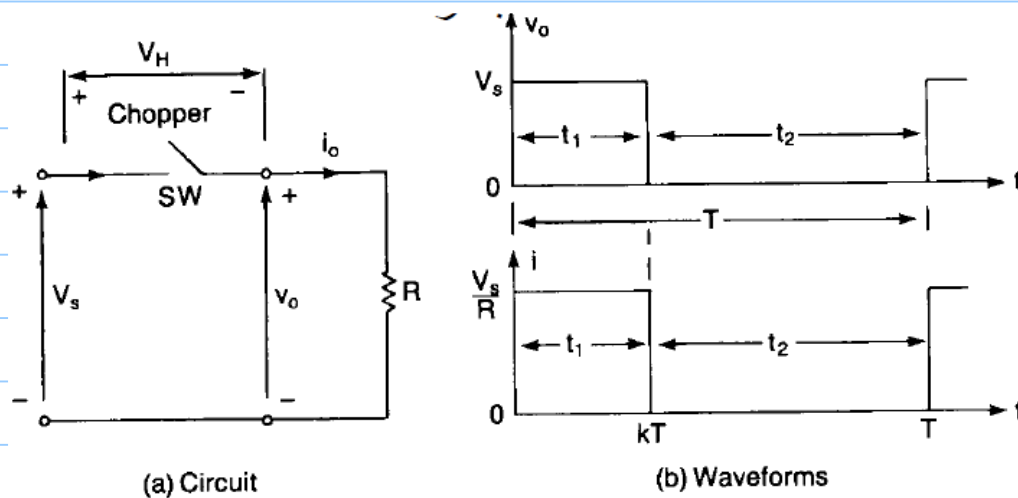 V_H
+ −
Chopper
i_o
+ SW +
V_s v_o R
− −
(a) Circuit
v_o
V_s
t_1 t_2
0 t
T
i
V_s/R
t_1 t_2
0 t
kT T
(b) Waveforms